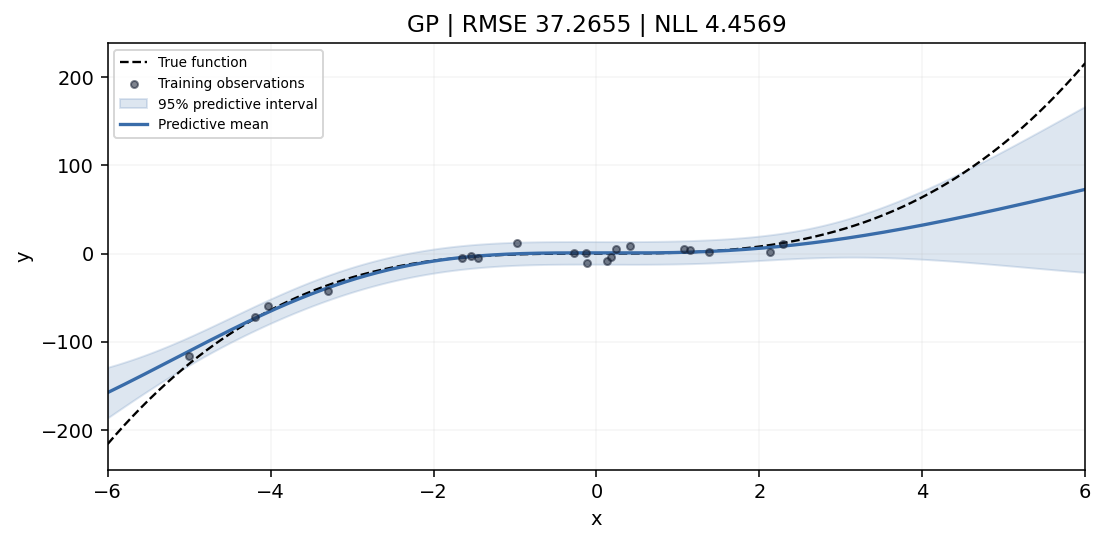 GP | RMSE 37.2655 | NLL 4.4569
True function
Training observations
95% predictive interval
Predictive mean
200
100
0
−100
−200
y
−6
−4
−2
0
2
4
6
x